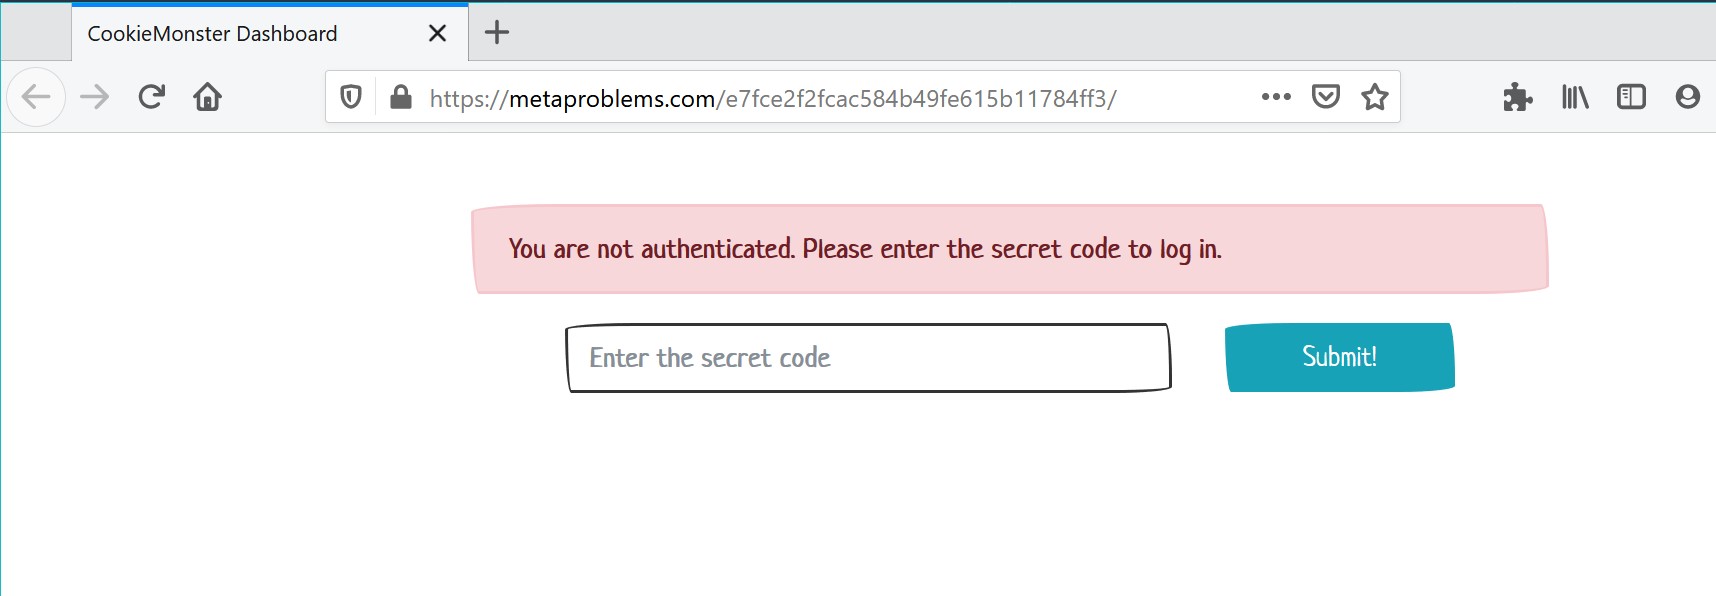 CookieMonster Dashboard
https://metaproblems.com/e7fce2f2fcac584b49fe615b11784ff3/
You are not authenticated. Please enter the secret code to log in.
Enter the secret code
Submit!